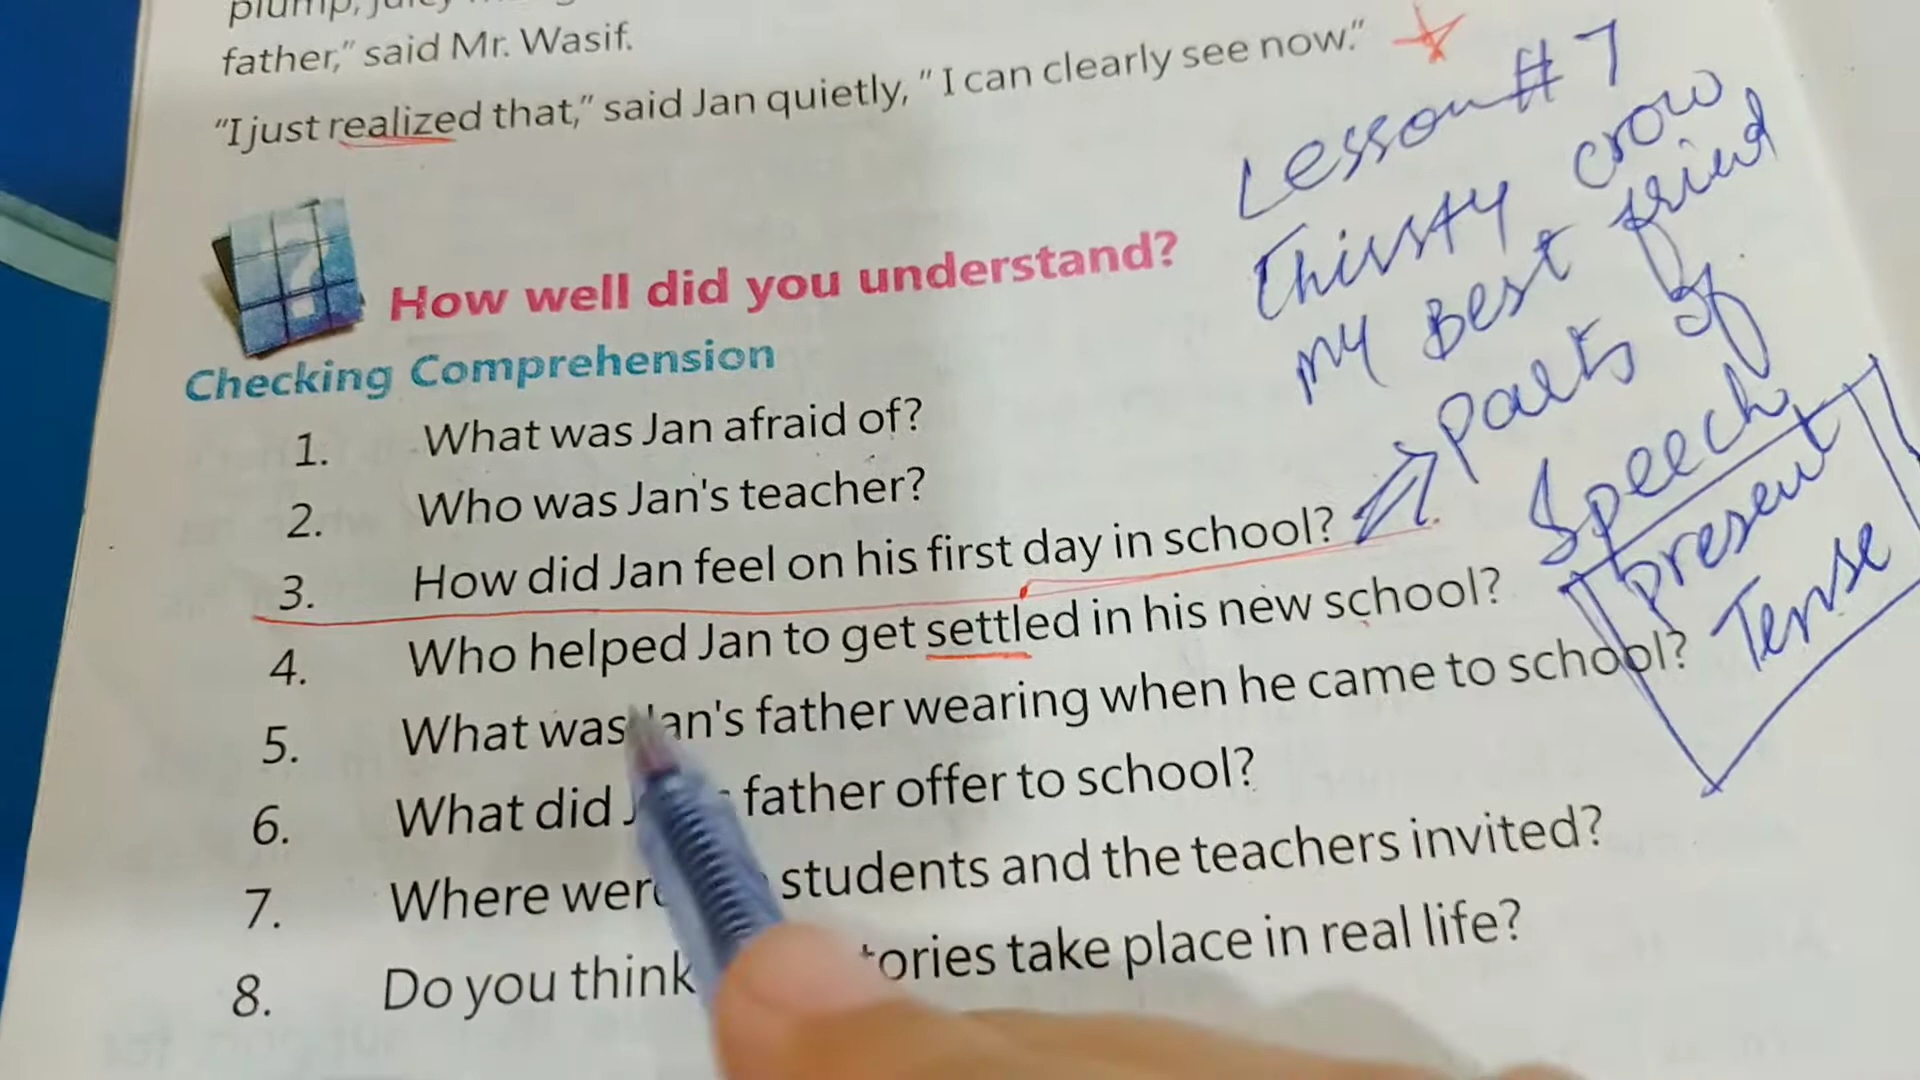 plump, juicy
father," said Mr. Wasif.
"I just realized that," said Jan quietly, " I can clearly see now."
Lesson # 7
Thirsty crow
my Best friend
Parts of
Speech
present
Tense
How well did you understand?
Checking Comprehension
1. What was Jan afraid of?
2. Who was Jan's teacher?
3. How did Jan feel on his first day in school?
4. Who helped Jan to get settled in his new school?
5. What was Jan's father wearing when he came to school?
6. What did father offer to school?
7. Where were students and the teachers invited?
8. Do you think take place in real life?